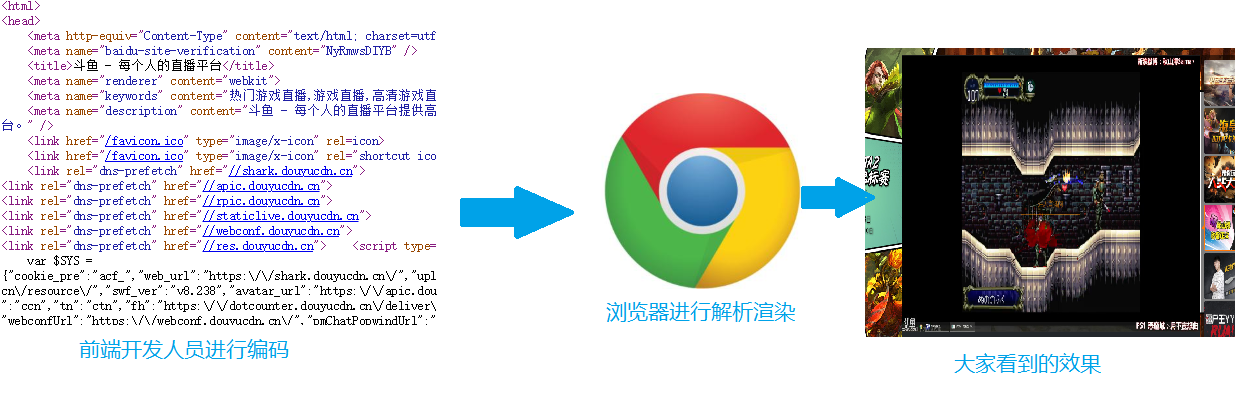 <html>
<head>
<meta http-equiv="Content-Type" content="text/html; charset=utf
<meta name="baidu-site-verification" content="NyRmwsDIYB" />
<title>斗鱼 - 每个人的直播平台</title>
<meta name="renderer" content="webkit">
<meta name="keywords" content="热门游戏直播,游戏直播,高清游戏直
<meta name="description" content="斗鱼 - 每个人的直播平台提供高
台。" />
<link href="/favicon.ico" type="image/x-icon" rel=icon>
<link href="/favicon.ico" type="image/x-icon" rel="shortcut ico
<link rel="dns-prefetch" href="//shark.douyucdn.cn">
<link rel="dns-prefetch" href="//apic.douyucdn.cn">
<link rel="dns-prefetch" href="//rpic.douyucdn.cn">
<link rel="dns-prefetch" href="//staticlive.douyucdn.cn">
<link rel="dns-prefetch" href="//webconf.douyucdn.cn">
<link rel="dns-prefetch" href="//res.douyucdn.cn"> <script type=
var $SYS =
{"cookie_pre":"acf_","web_url":"https:\/\/shark.douyucdn.cn\/","upl
cn\/resource\/","swf_ver":"v8.238","avatar_url":"https:\/\/apic.dou
":"ccn","tn":"ctn","fh":"https:\/\/dotcounter.douyucdn.cn\/deliver\
"webconfUrl":"https:\/\/webconf.douyucdn.cn\/","pmChatPopwindUrl":"
前端开发人员进行编码
浏览器进行解析渲染
大家看到的效果